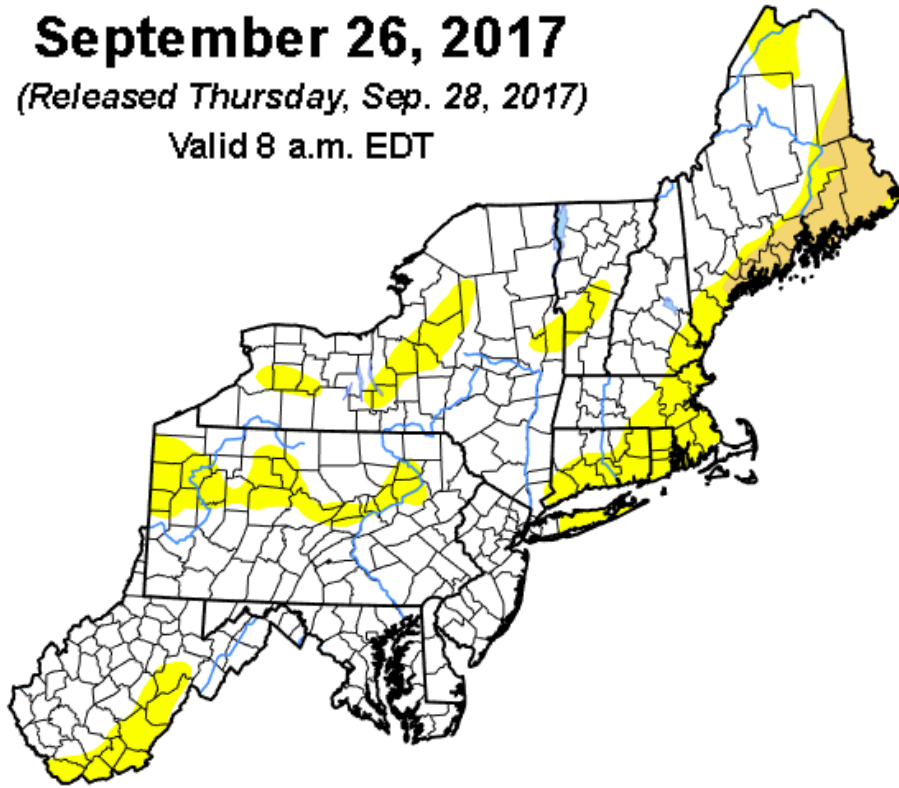 September 26, 2017
(Released Thursday, Sep. 28, 2017)
Valid 8 a.m. EDT